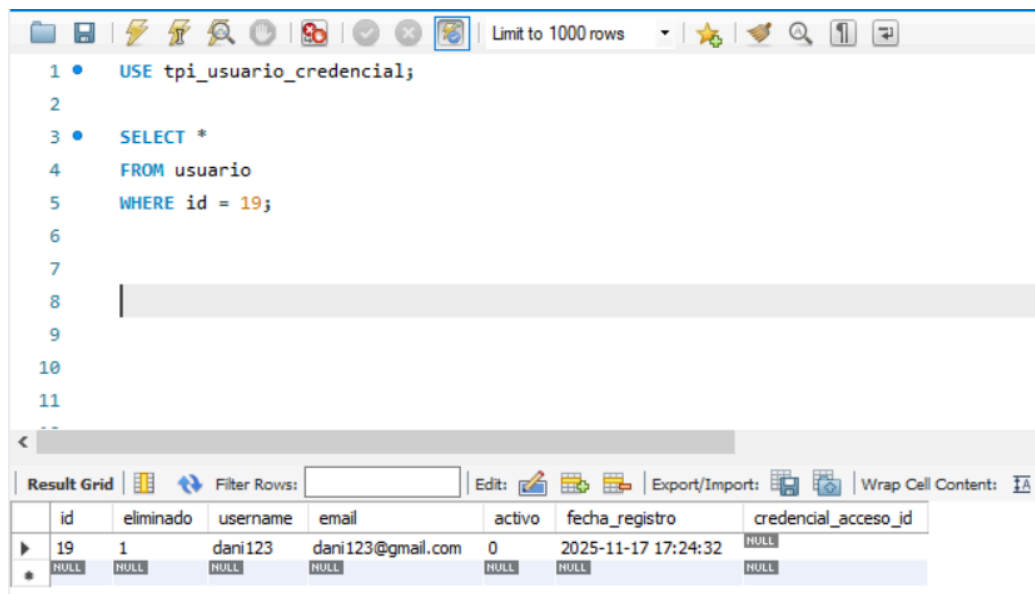 Limit to 1000 rows
1 USE tpi_usuario_credencial;
2
3 SELECT *
4 FROM usuario
5 WHERE id = 19;
6
7
8
9
10
11
Result Grid Filter Rows: Edit: Export/Import: Wrap Cell Content: IA
id eliminado username email activo fecha_registro credencial_acceso_id
19 1 dani123 dani123@gmail.com 0 2025-11-17 17:24:32 NULL
NULL NULL NULL NULL NULL NULL NULL